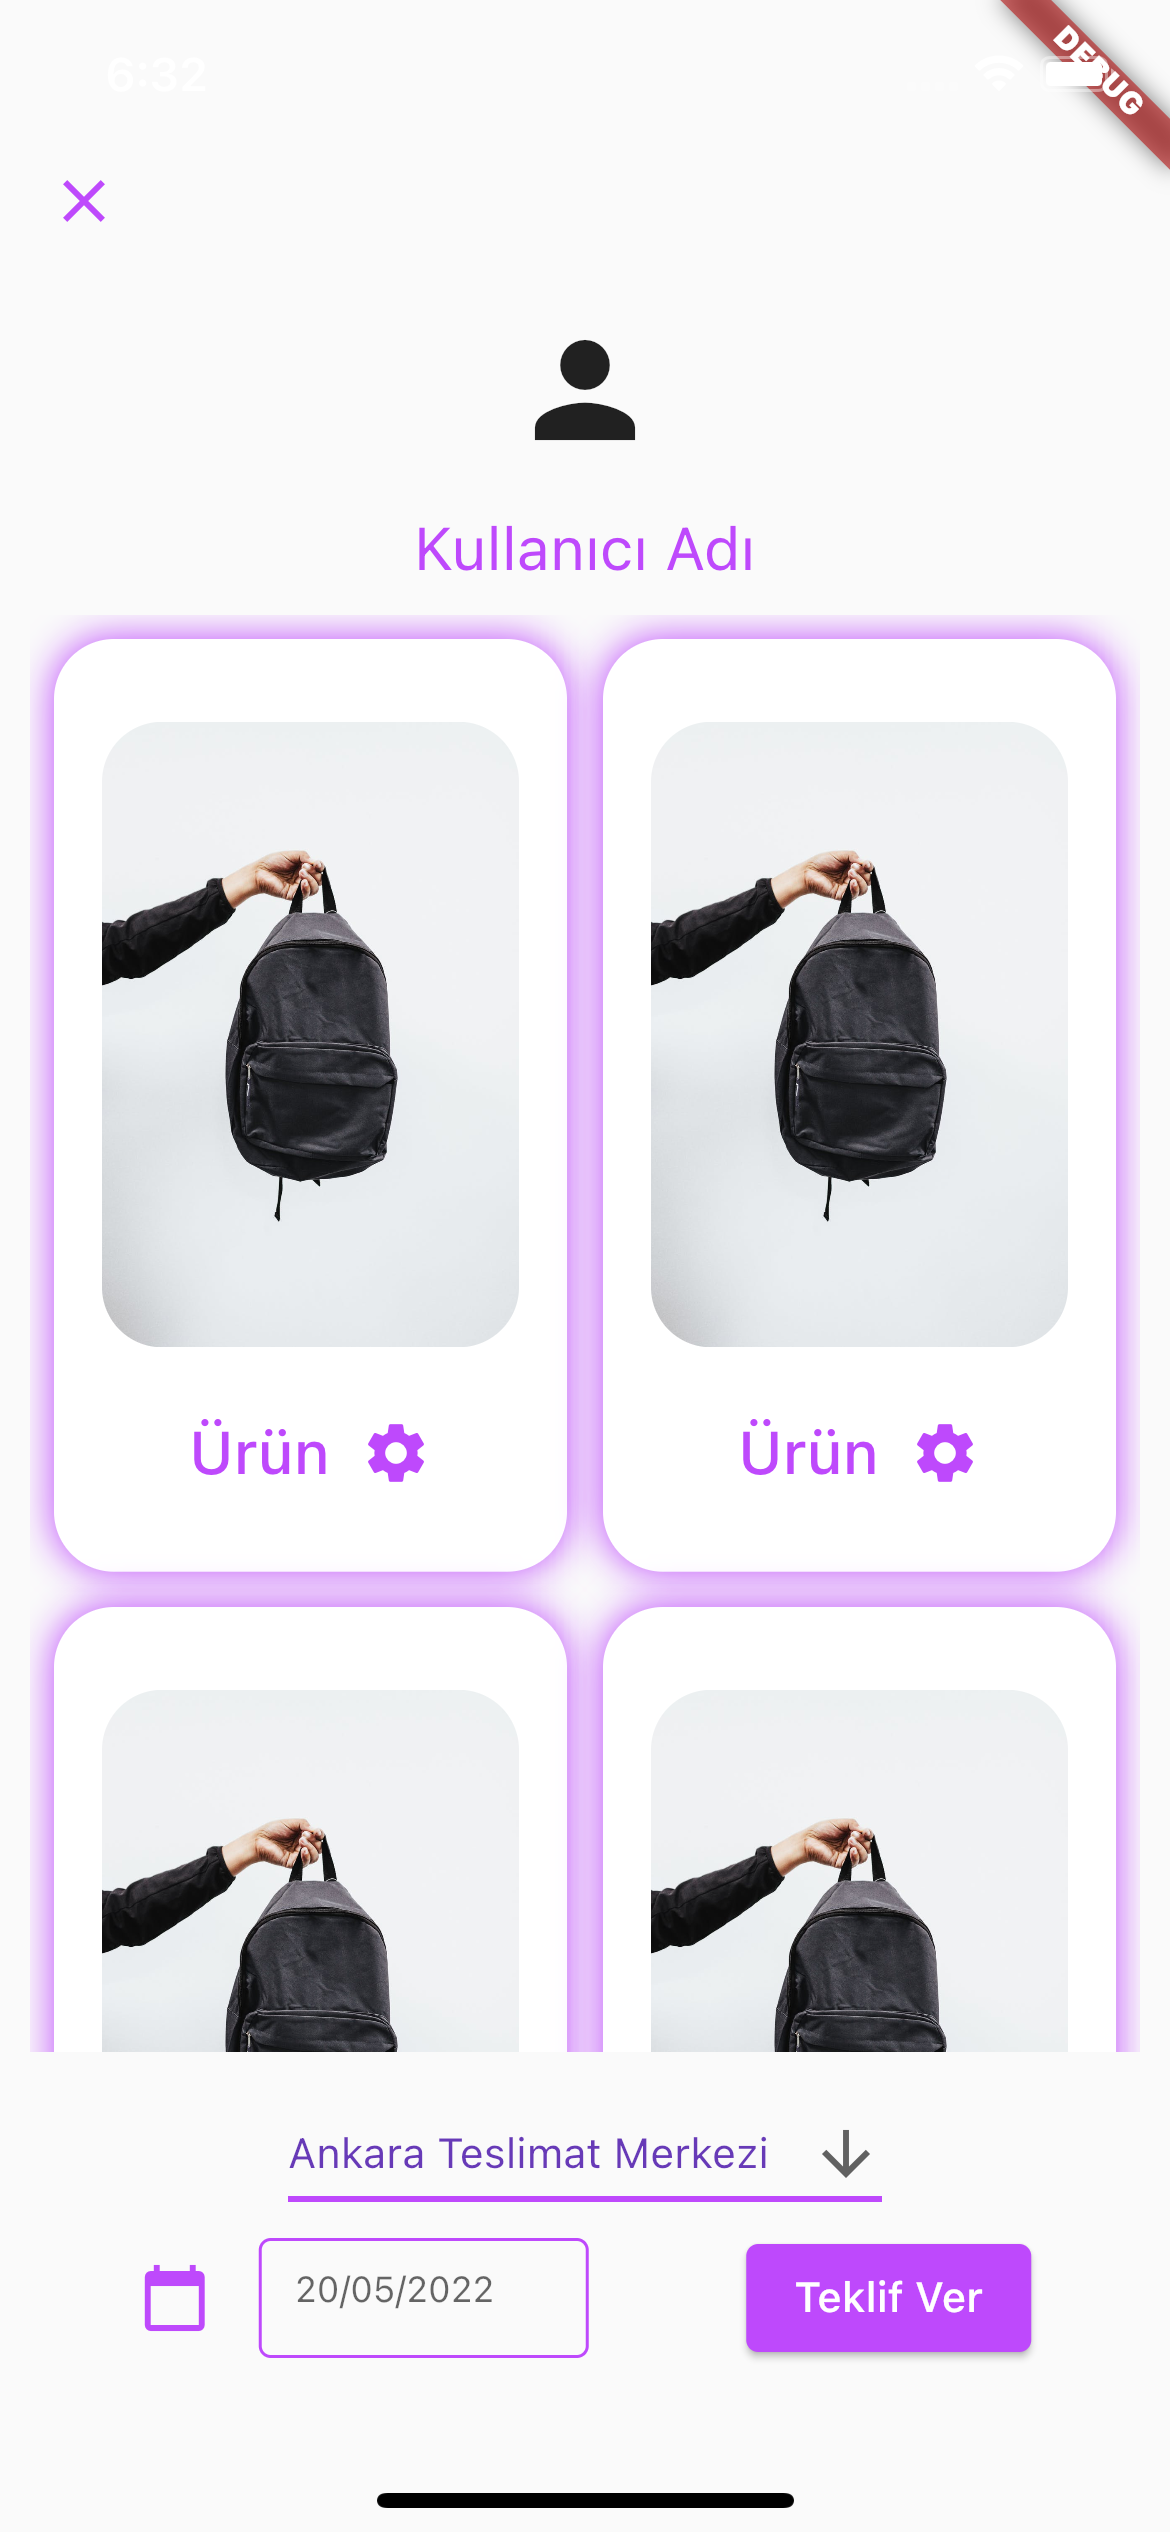 6:32
DEBUG
Kullanıcı Adı
Ürün Ürün
Ankara Teslimat Merkezi
20/05/2022 Teklif Ver